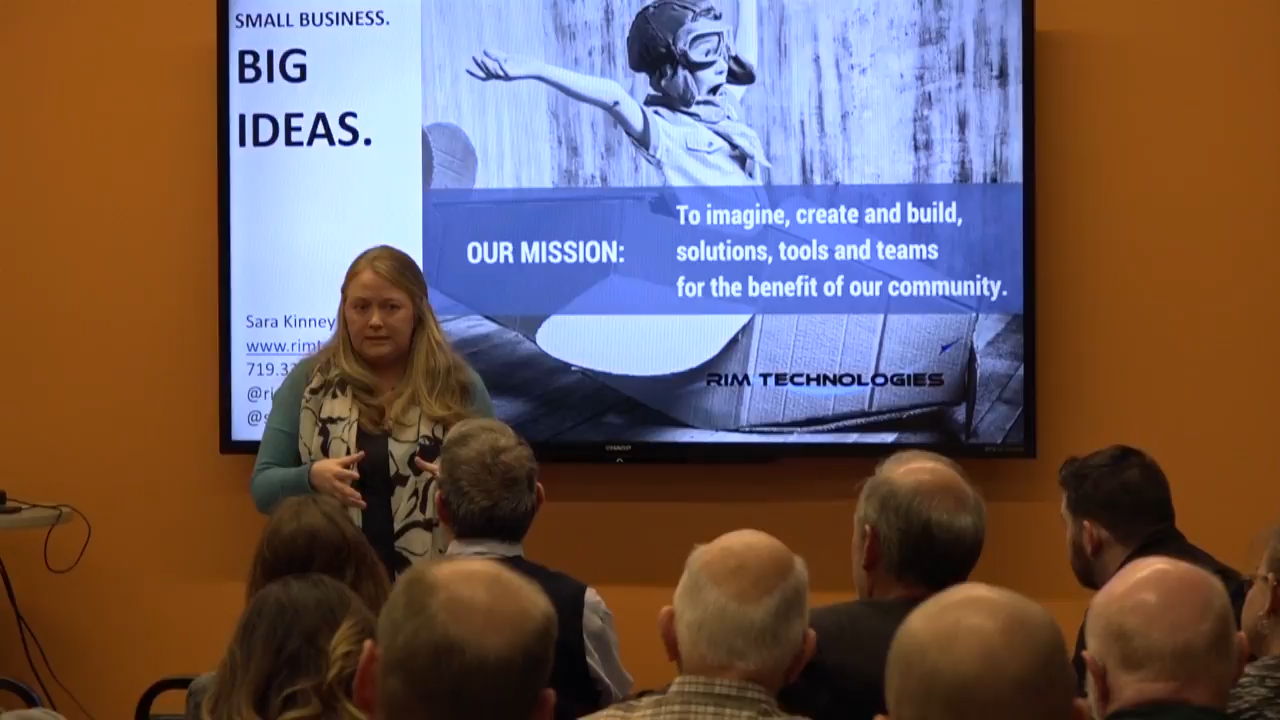 SMALL BUSINESS.
BIG
IDEAS.
OUR MISSION:
To imagine, create and build,
solutions, tools and teams
for the benefit of our community.
Sara Kinney
RIM TECHNOLOGIES
SHARP